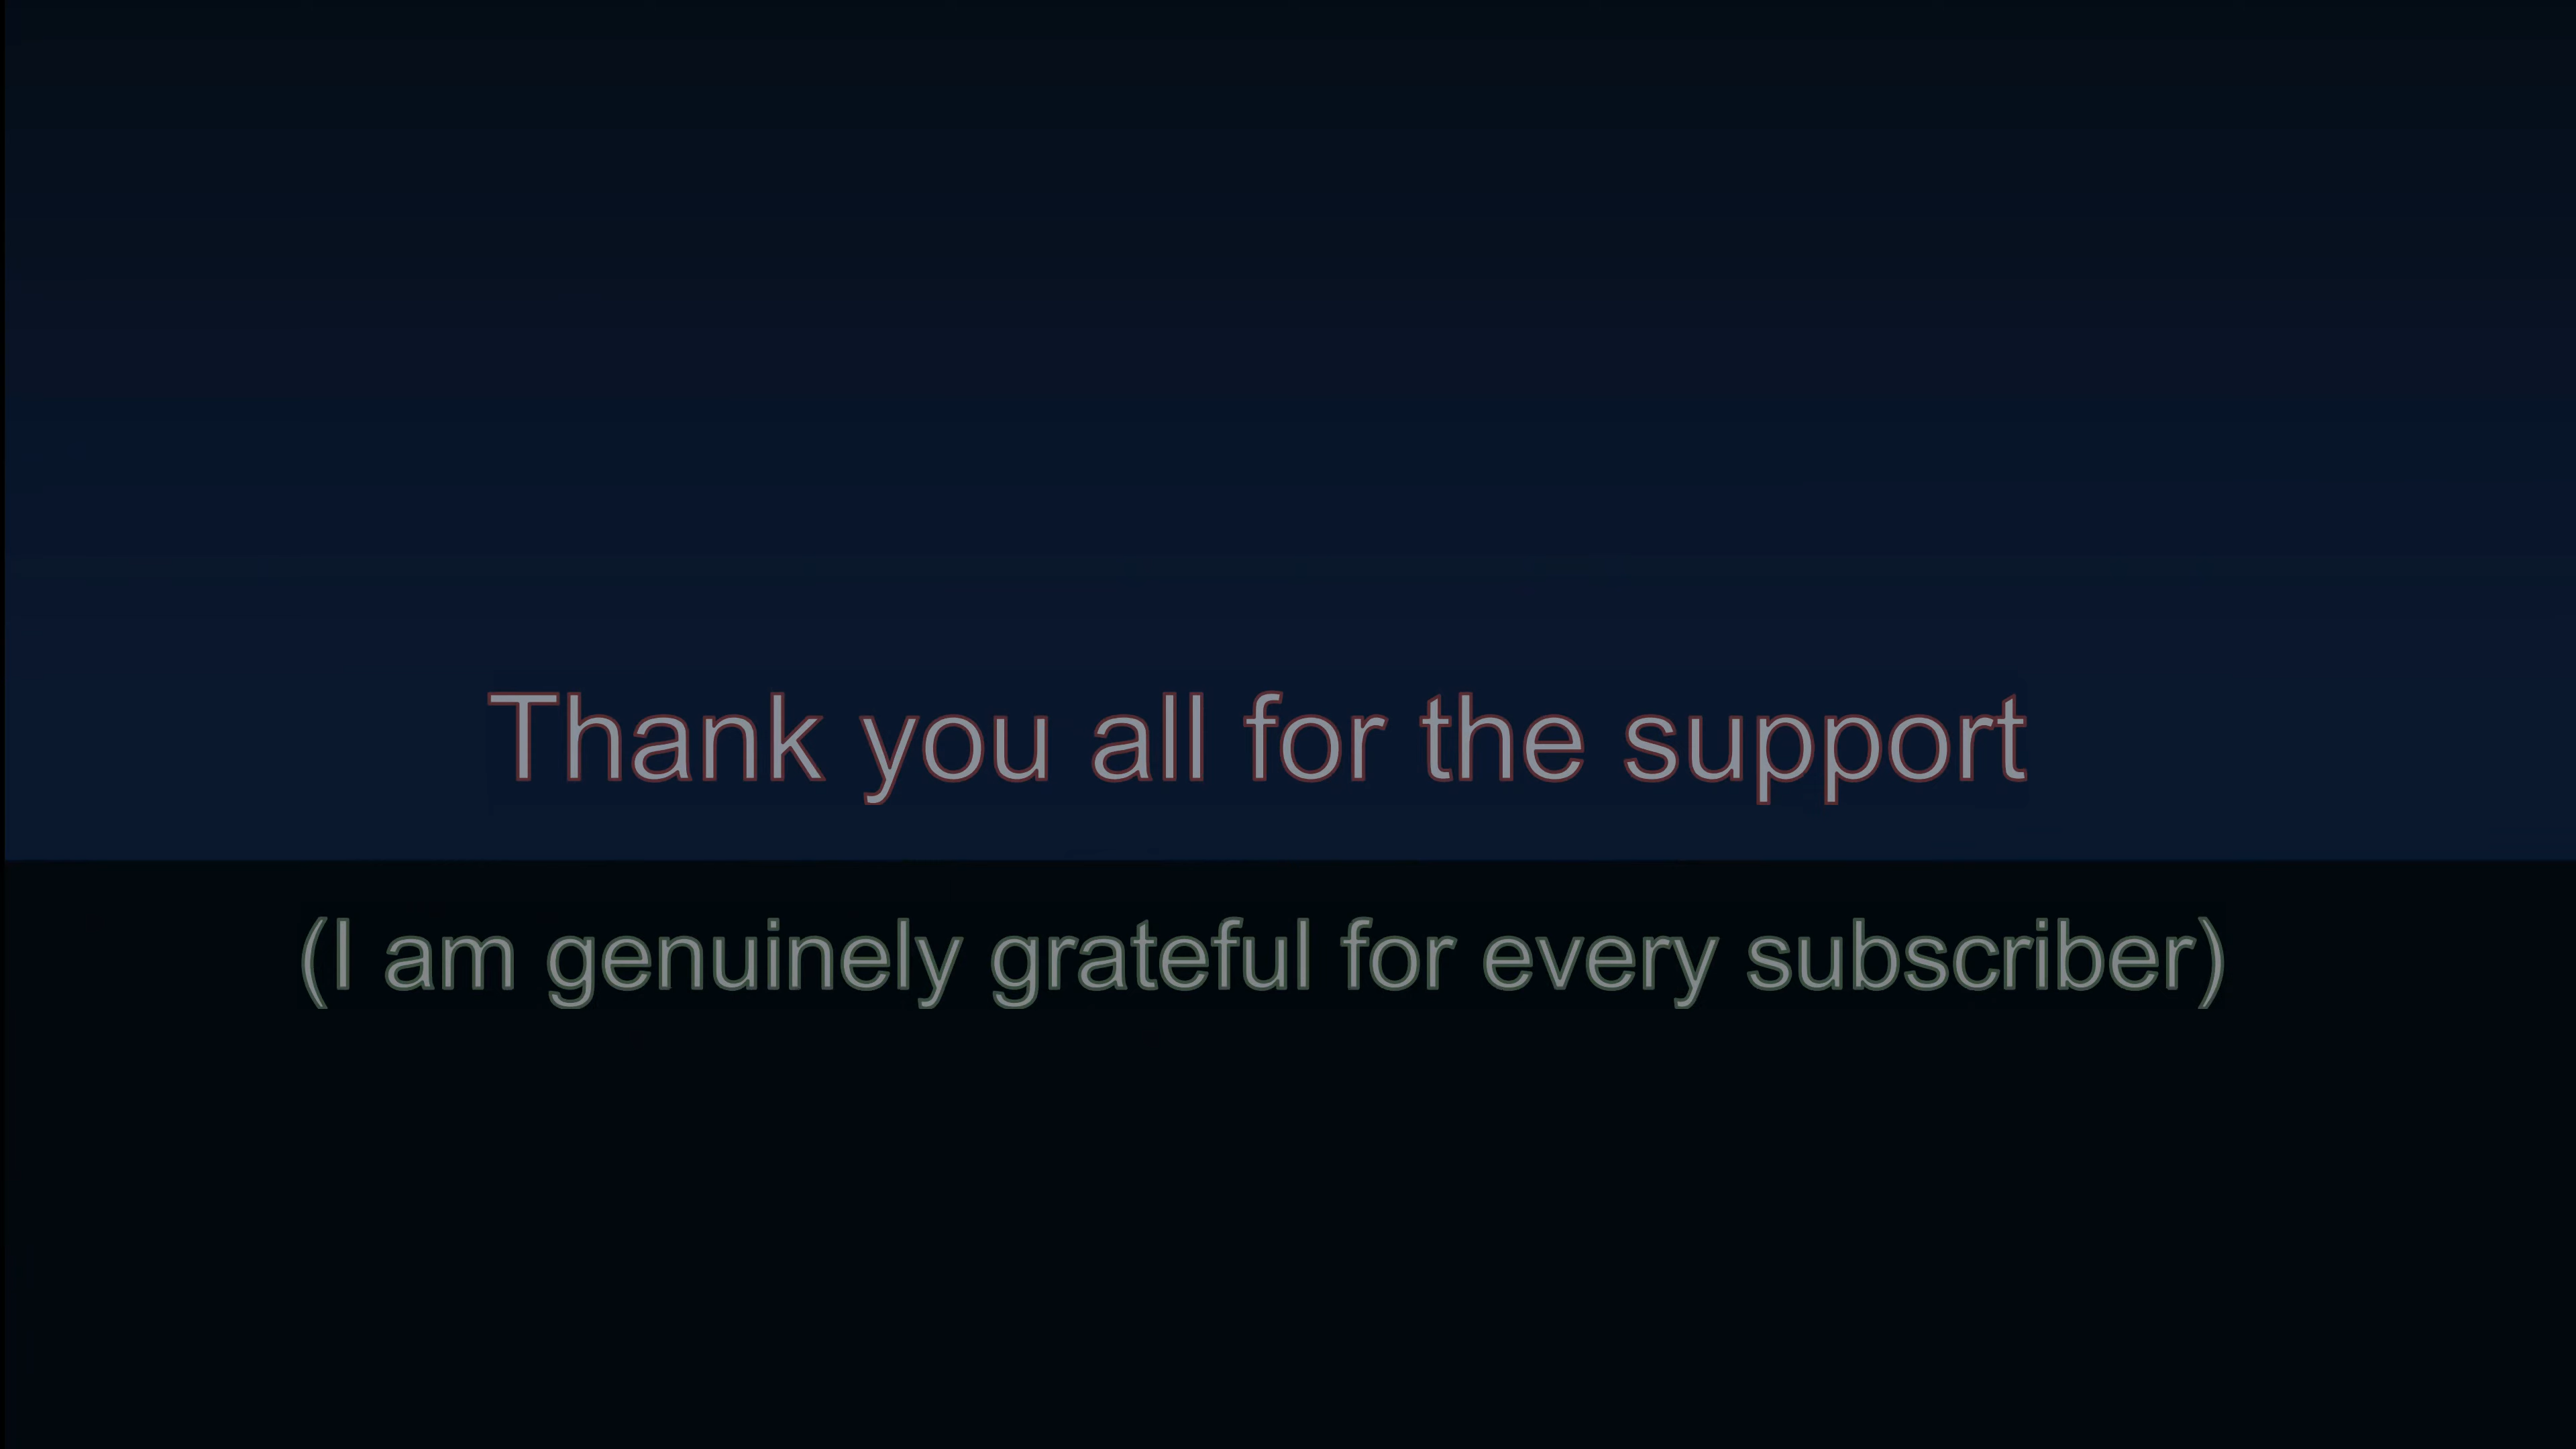 Thank you all for the support
(I am genuinely grateful for every subscriber)